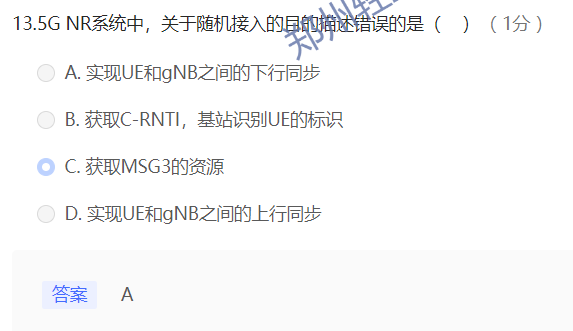 13.5G NR系统中，关于随机接入的目的描述错误的是（ ）（1分）
郑州轻
A. 实现UE和gNB之间的下行同步
B. 获取C-RNTI，基站识别UE的标识
C. 获取MSG3的资源
D. 实现UE和gNB之间的上行同步
答案 A